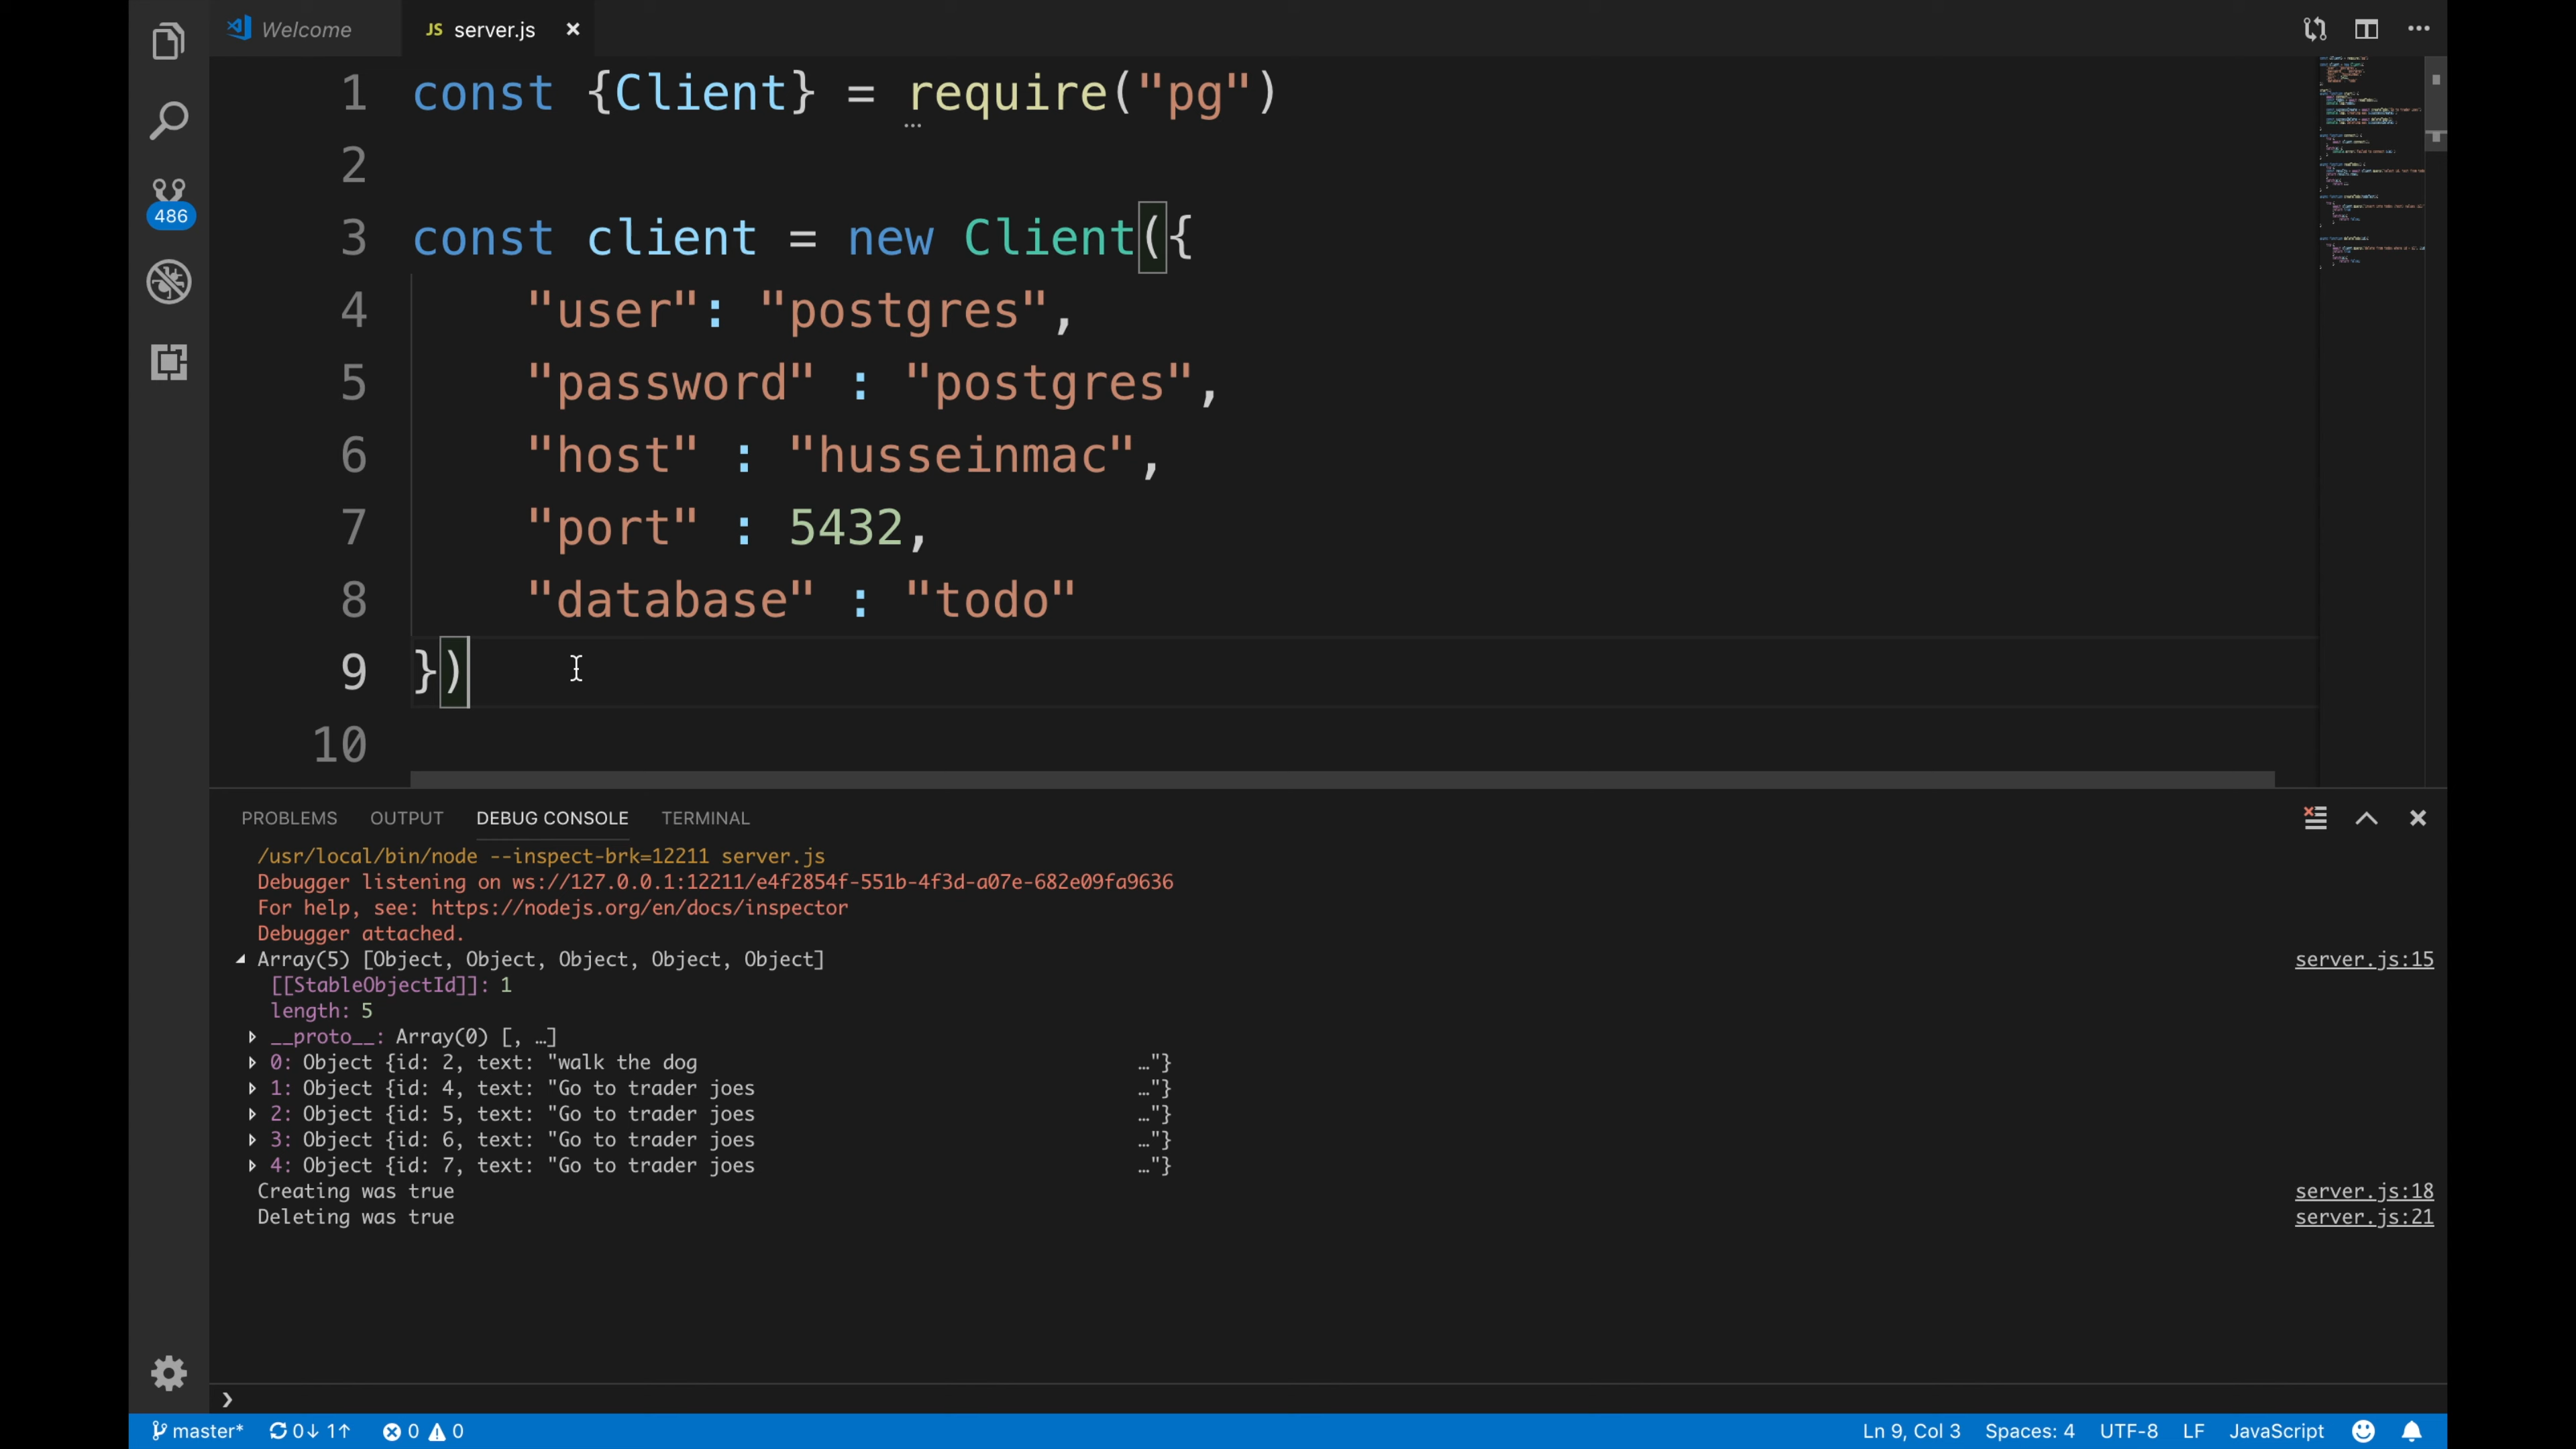 Welcome
JS server.js
1 const {Client} = require("pg")
2
3 const client = new Client({
4 "user": "postgres",
5 "password" : "postgres",
6 "host" : "husseinmac",
7 "port" : 5432,
8 "database" : "todo"
9 })
10
486
PROBLEMS OUTPUT DEBUG CONSOLE TERMINAL
/usr/local/bin/node --inspect-brk=12211 server.js
Debugger listening on ws://127.0.0.1:12211/e4f2854f-551b-4f3d-a07e-682e09fa9636
For help, see: https://nodejs.org/en/docs/inspector
Debugger attached.
Array(5) [Object, Object, Object, Object, Object] server.js:15
[[StableObjectId]]: 1
length: 5
__proto__: Array(0) [, …]
0: Object {id: 2, text: "walk the dog …"}
1: Object {id: 4, text: "Go to trader joes …"}
2: Object {id: 5, text: "Go to trader joes …"}
3: Object {id: 6, text: "Go to trader joes …"}
4: Object {id: 7, text: "Go to trader joes …"}
Creating was true server.js:18
Deleting was true server.js:21
master* 0↓ 1↑ 0 0 Ln 9, Col 3 Spaces: 4 UTF-8 LF JavaScript